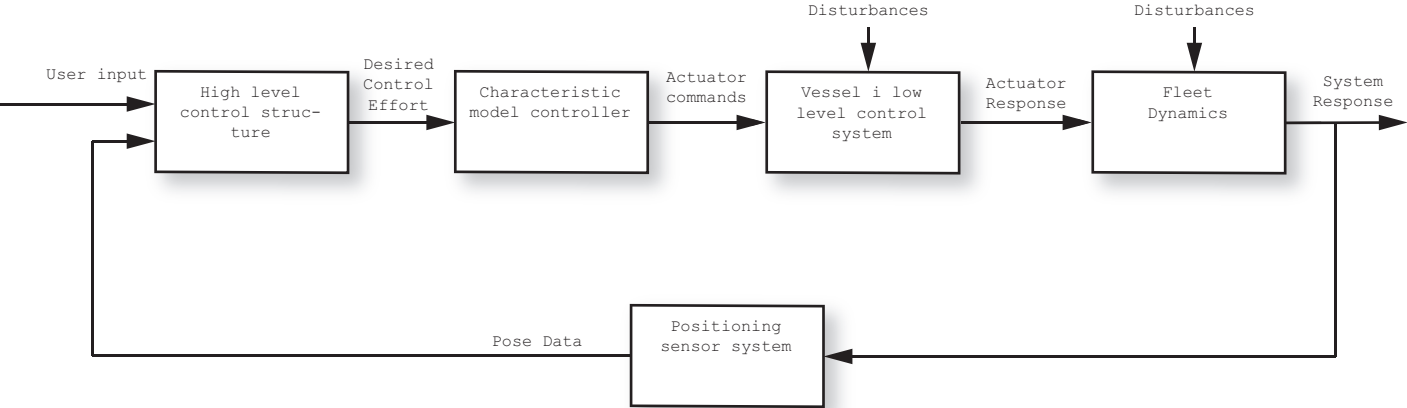 Disturbances
Disturbances
User input
High level
control struc-
ture
Desired
Control
Effort
Characteristic
model controller
Actuator
commands
Vessel i low
level control
system
Actuator
Response
Fleet
Dynamics
System
Response
Pose Data
Positioning
sensor system